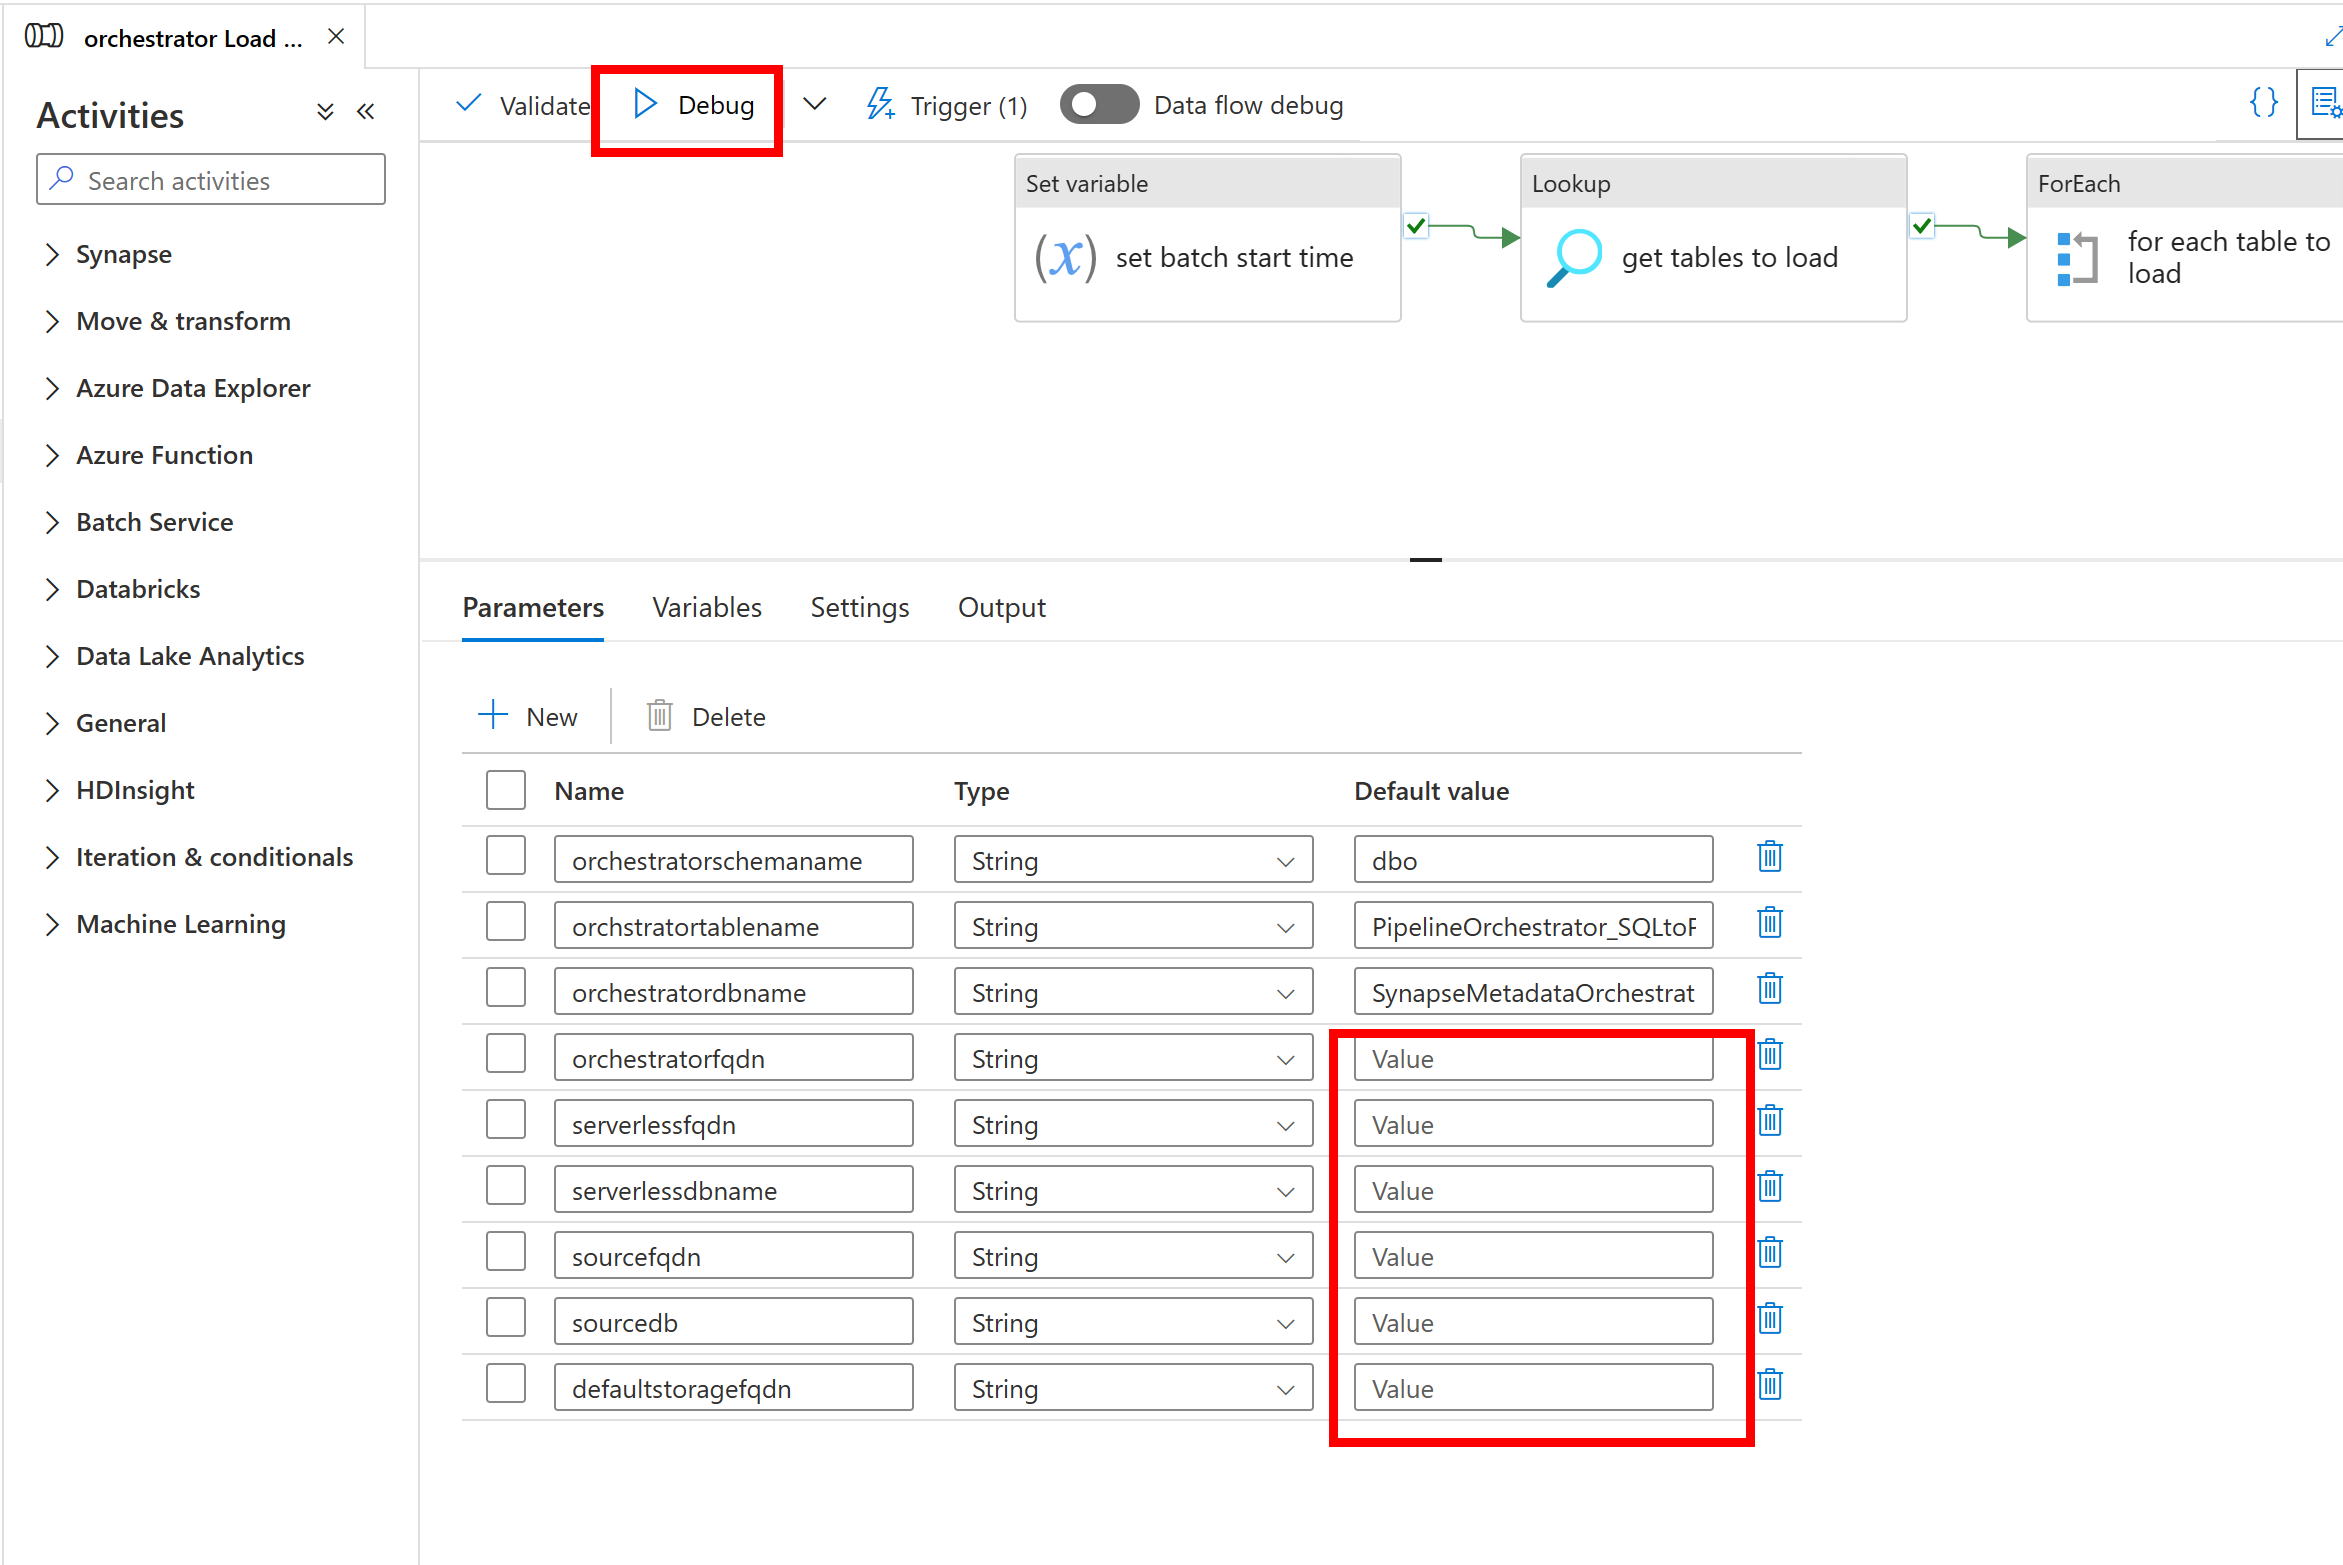 orchestrator Load ...
Activities
Validate
Debug
Trigger (1)
Data flow debug
{}
Search activities
Synapse
Move & transform
Azure Data Explorer
Azure Function
Batch Service
Databricks
Data Lake Analytics
General
HDInsight
Iteration & conditionals
Machine Learning
Set variable
(x) set batch start time
Lookup
get tables to load
ForEach
for each table to
load
Parameters Variables Settings Output
New Delete
Name Type Default value
orchestratorschemaname String dbo
orchstratortablename String PipelineOrchestrator_SQLtoP
orchestratordbname String SynapseMetadataOrchestrat
orchestratorfqdn String Value
serverlessfqdn String Value
serverlessdbname String Value
sourcefqdn String Value
sourcedb String Value
defaultstoragefqdn String Value